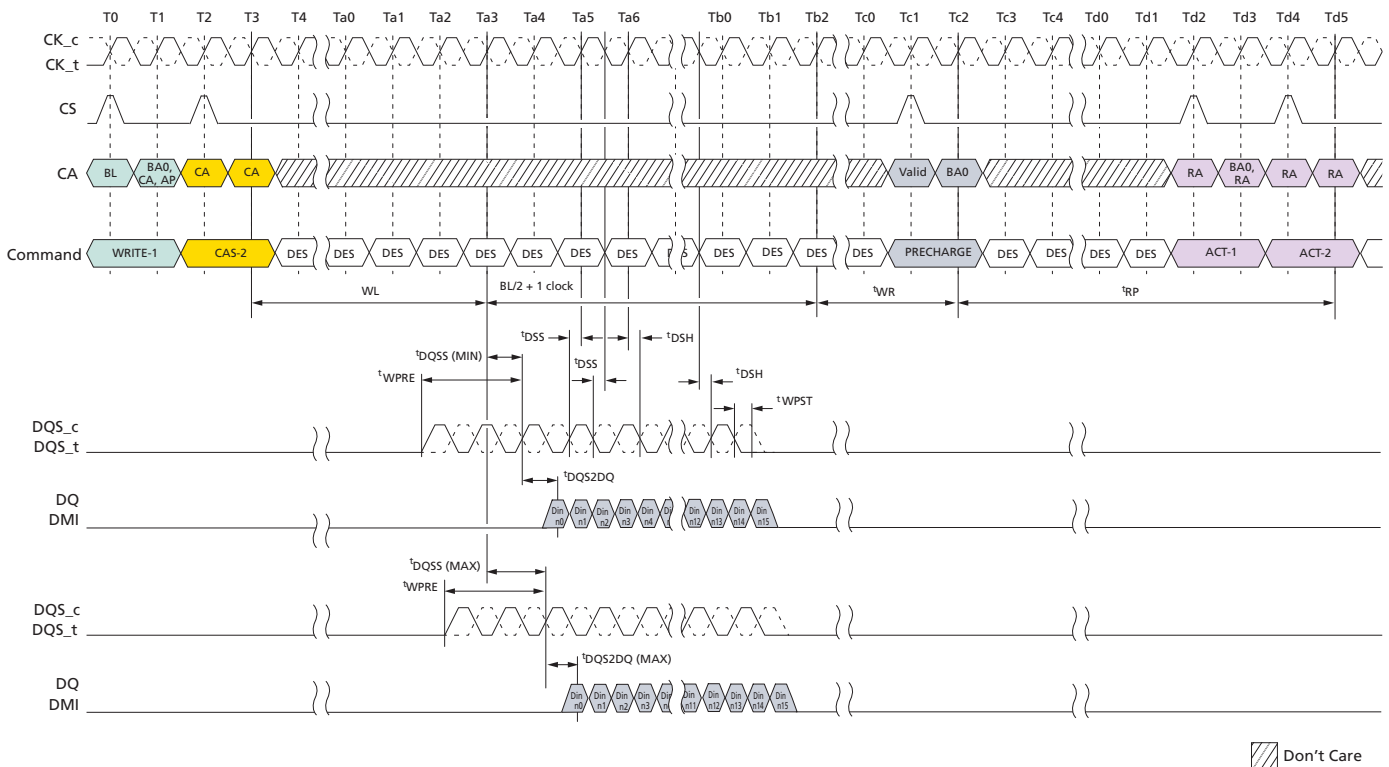 T0 T1 T2 T3 T4 Ta0 Ta1 Ta2 Ta3 Ta4 Ta5 Ta6 Tb0 Tb1 Tb2 Tc0 Tc1 Tc2 Tc3 Tc4 Td0 Td1 Td2 Td3 Td4 Td5
CK_c
CK_t
CS
CA
BL
BA0,
CA, AP
CA
CA
Valid
BA0
RA
BA0,
RA
RA
RA
Command
WRITE-1
CAS-2
DES DES DES DES DES DES DES DES DES DES DES DES
PRECHARGE
DES DES DES DES
ACT-1
ACT-2
WL
BL/2 + 1 clock
tWR
tRP
tDSS
tDSH
tDQSS (MIN)
tDSS
tWPRE
tDSH
tWPST
DQS_c
DQS_t
tDQS2DQ
DQ
DMI
Din n0 Din n1 Din n2 Din n3 Din n4 Din n12 Din n13 Din n14 Din n15
tDQSS (MAX)
tWPRE
DQS_c
DQS_t
tDQS2DQ (MAX)
DQ
DMI
Din n0 Din n1 Din n2 Din n3 Din n11 Din n12 Din n13 Din n14 Din n15
Don't Care